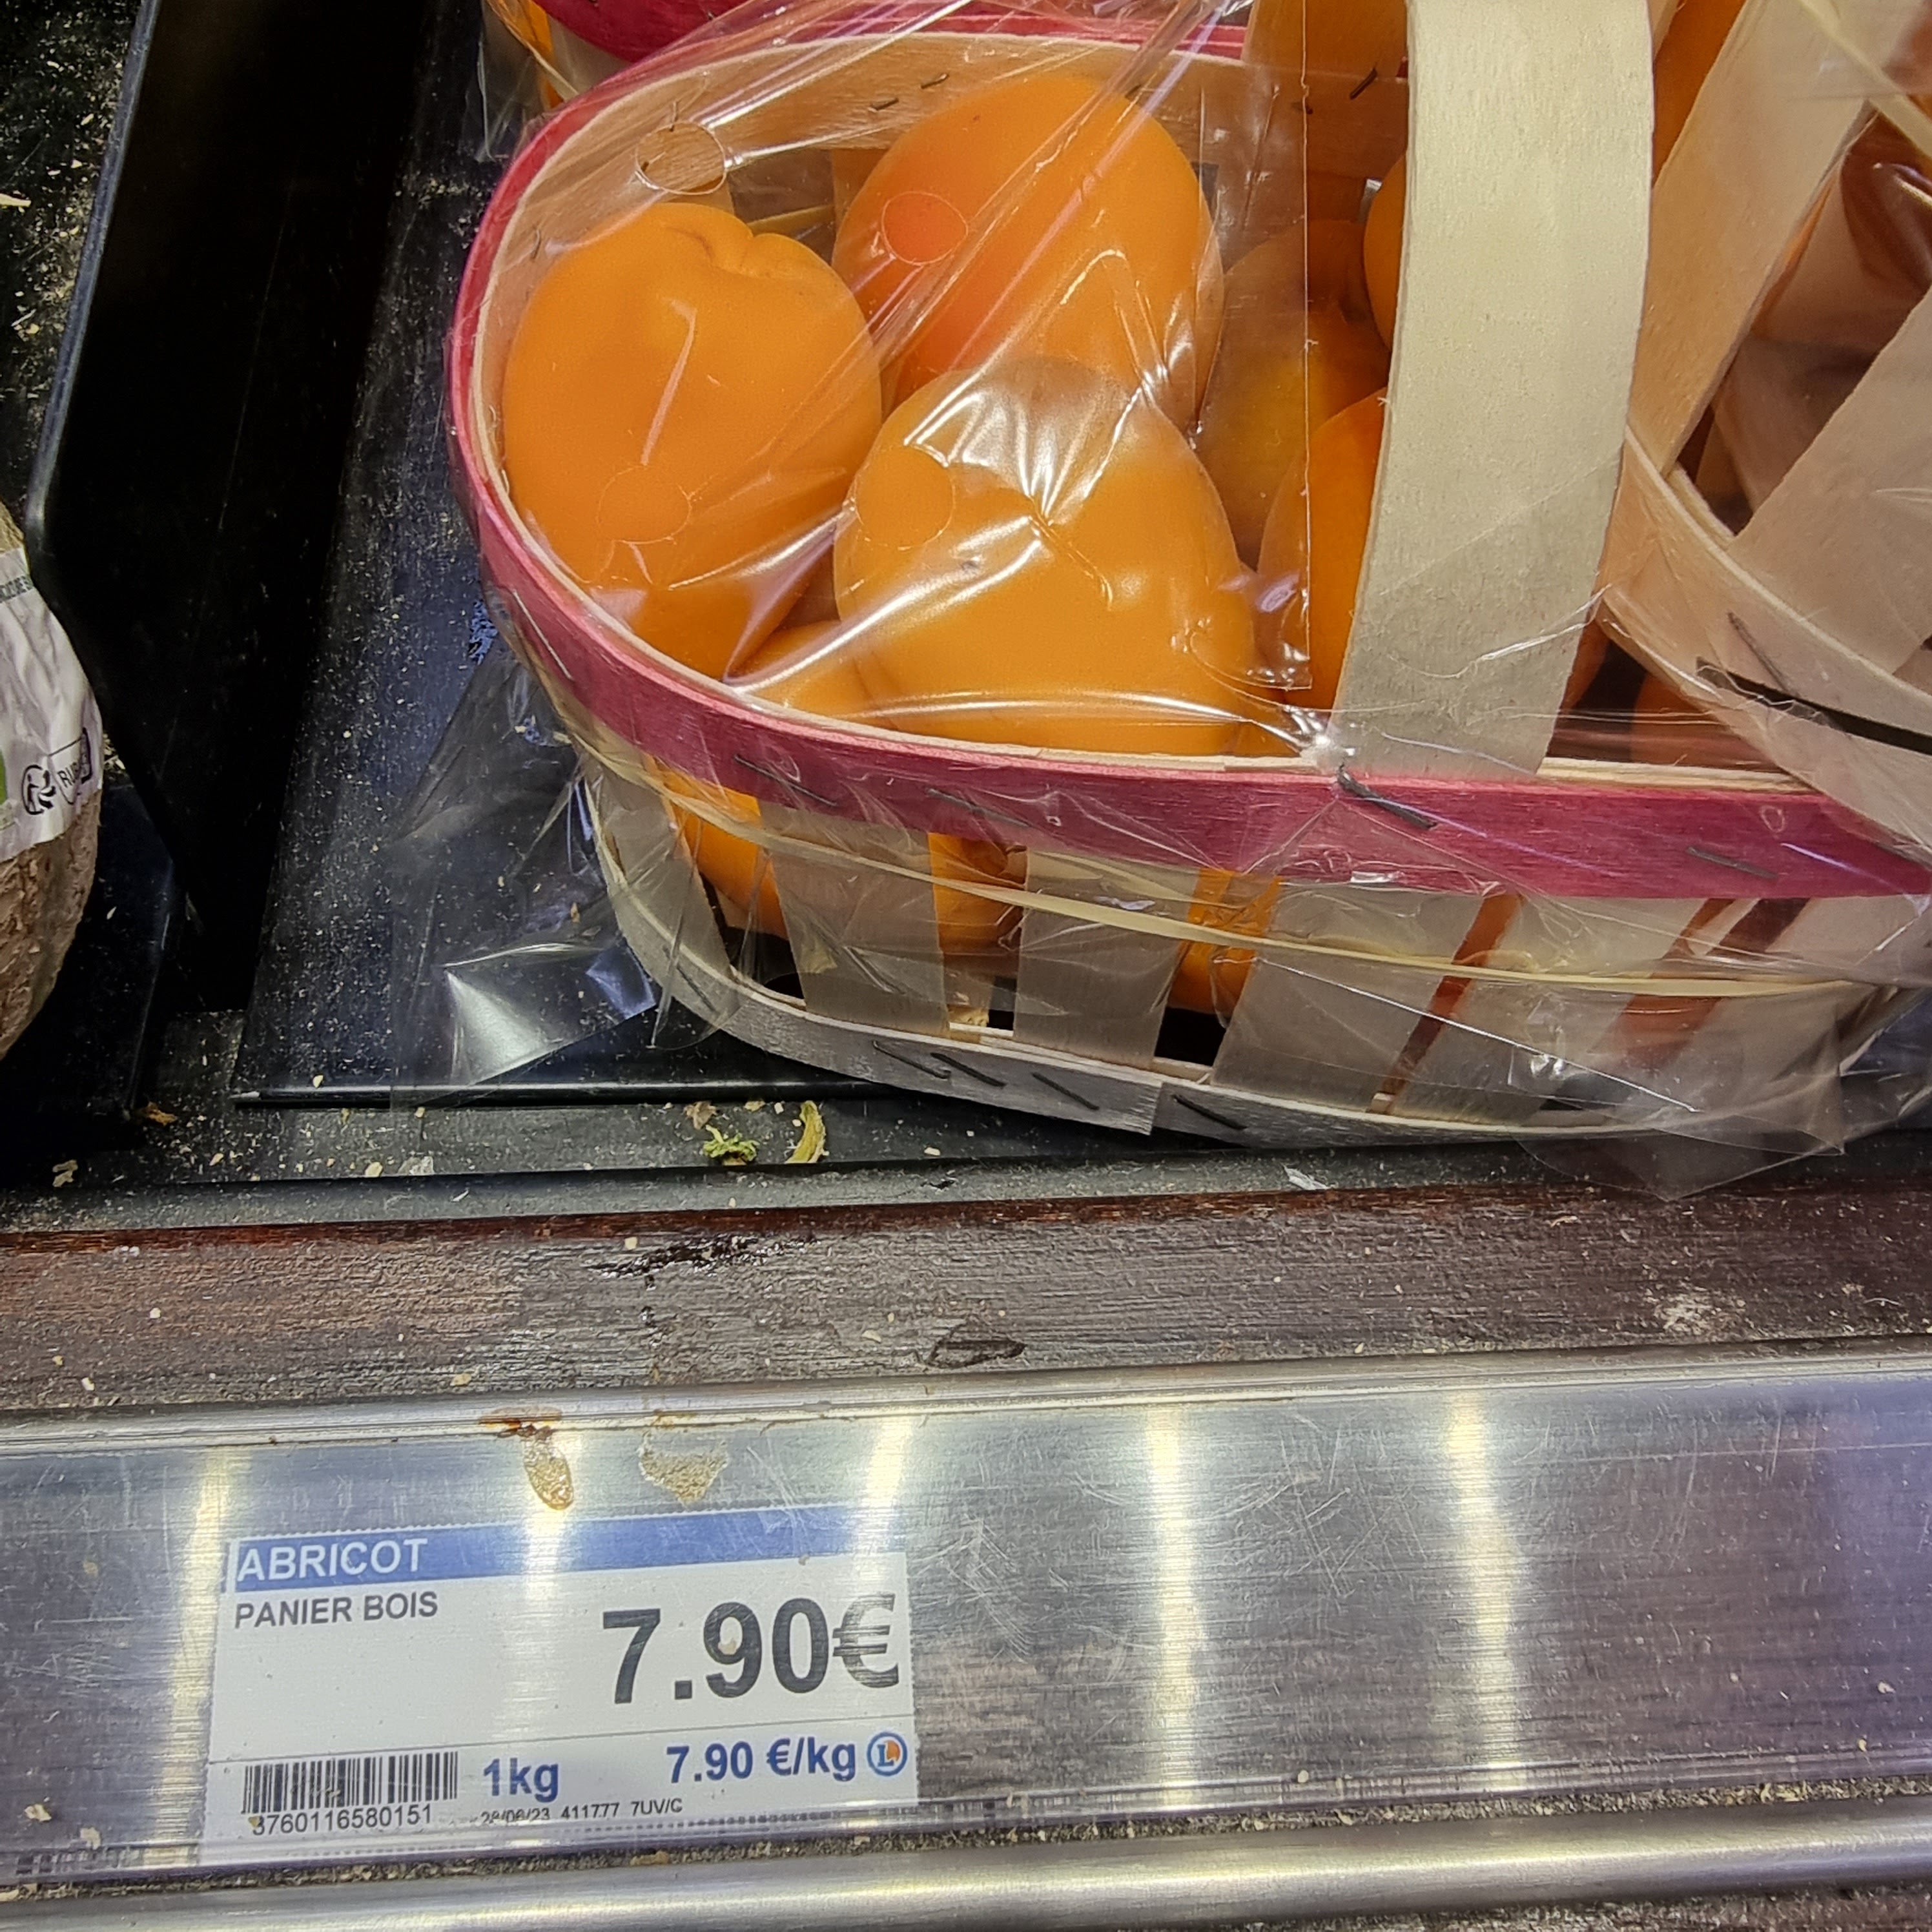 ABRICOT
PANIER BOIS
7.90€
1kg 7.90 €/kg L
3760116580151 28/06/23 411777 7UV/C